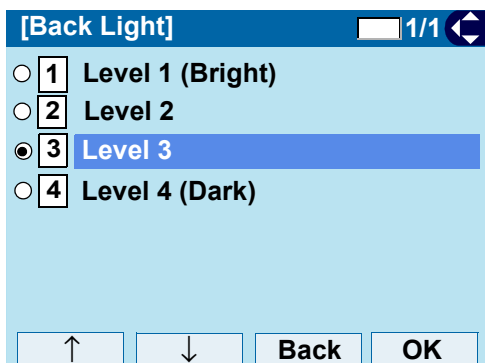 [Back Light] 1/1
1 Level 1 (Bright)
2 Level 2
3 Level 3
4 Level 4 (Dark)
↑ ↓ Back OK